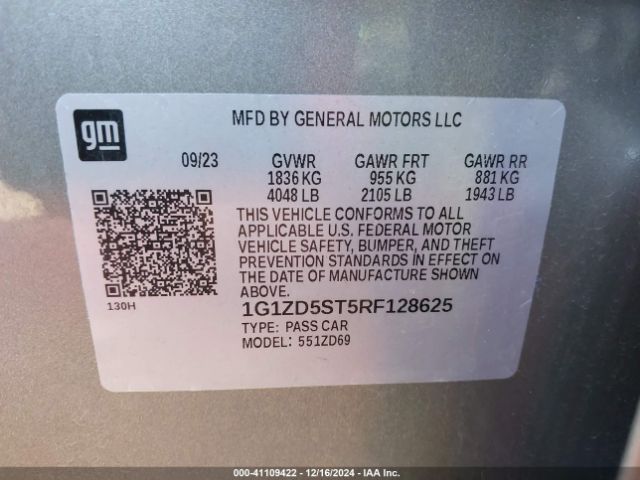 gm
MFD BY GENERAL MOTORS LLC
09/23 GVWR GAWR FRT GAWR RR
1836 KG 955 KG 881 KG
4048 LB 2105 LB 1943 LB
THIS VEHICLE CONFORMS TO ALL
APPLICABLE U.S. FEDERAL MOTOR
VEHICLE SAFETY, BUMPER, AND THEFT
PREVENTION STANDARDS IN EFFECT ON
THE DATE OF MANUFACTURE SHOWN
ABOVE.
130H
1G1ZD5ST5RF128625
TYPE: PASS CAR
MODEL: 551ZD69
000-41109422 - 12/16/2024 - IAA Inc.